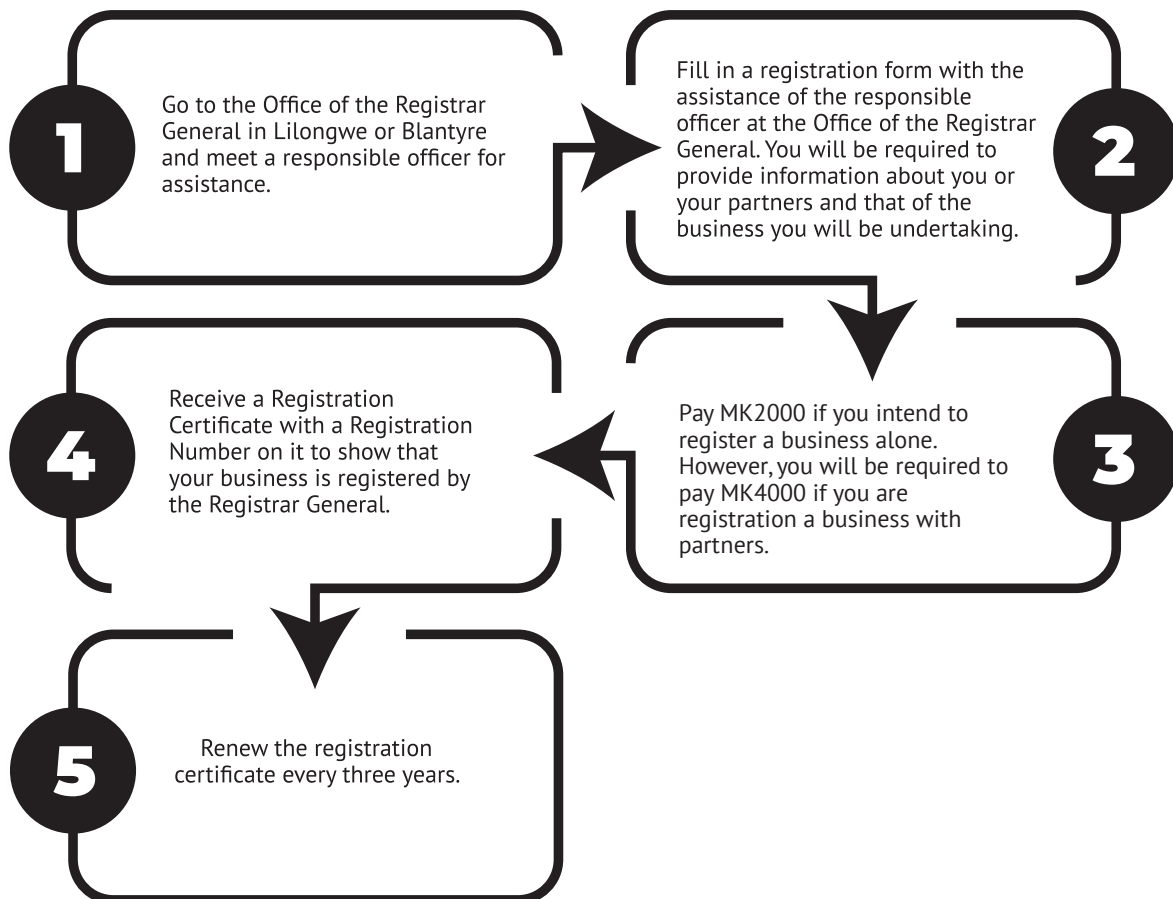 1
Go to the Office of the Registrar
General in Lilongwe or Blantyre
and meet a responsible officer for
assistance.
2
Fill in a registration form with the
assistance of the responsible
officer at the Office of the Registrar
General. You will be required to
provide information about you or
your partners and that of the
business you will be undertaking.
3
Pay MK2000 if you intend to
register a business alone.
However, you will be required to
pay MK4000 if you are
registration a business with
partners.
4
Receive a Registration
Certificate with a Registration
Number on it to show that
your business is registered by
the Registrar General.
5
Renew the registration
certificate every three years.